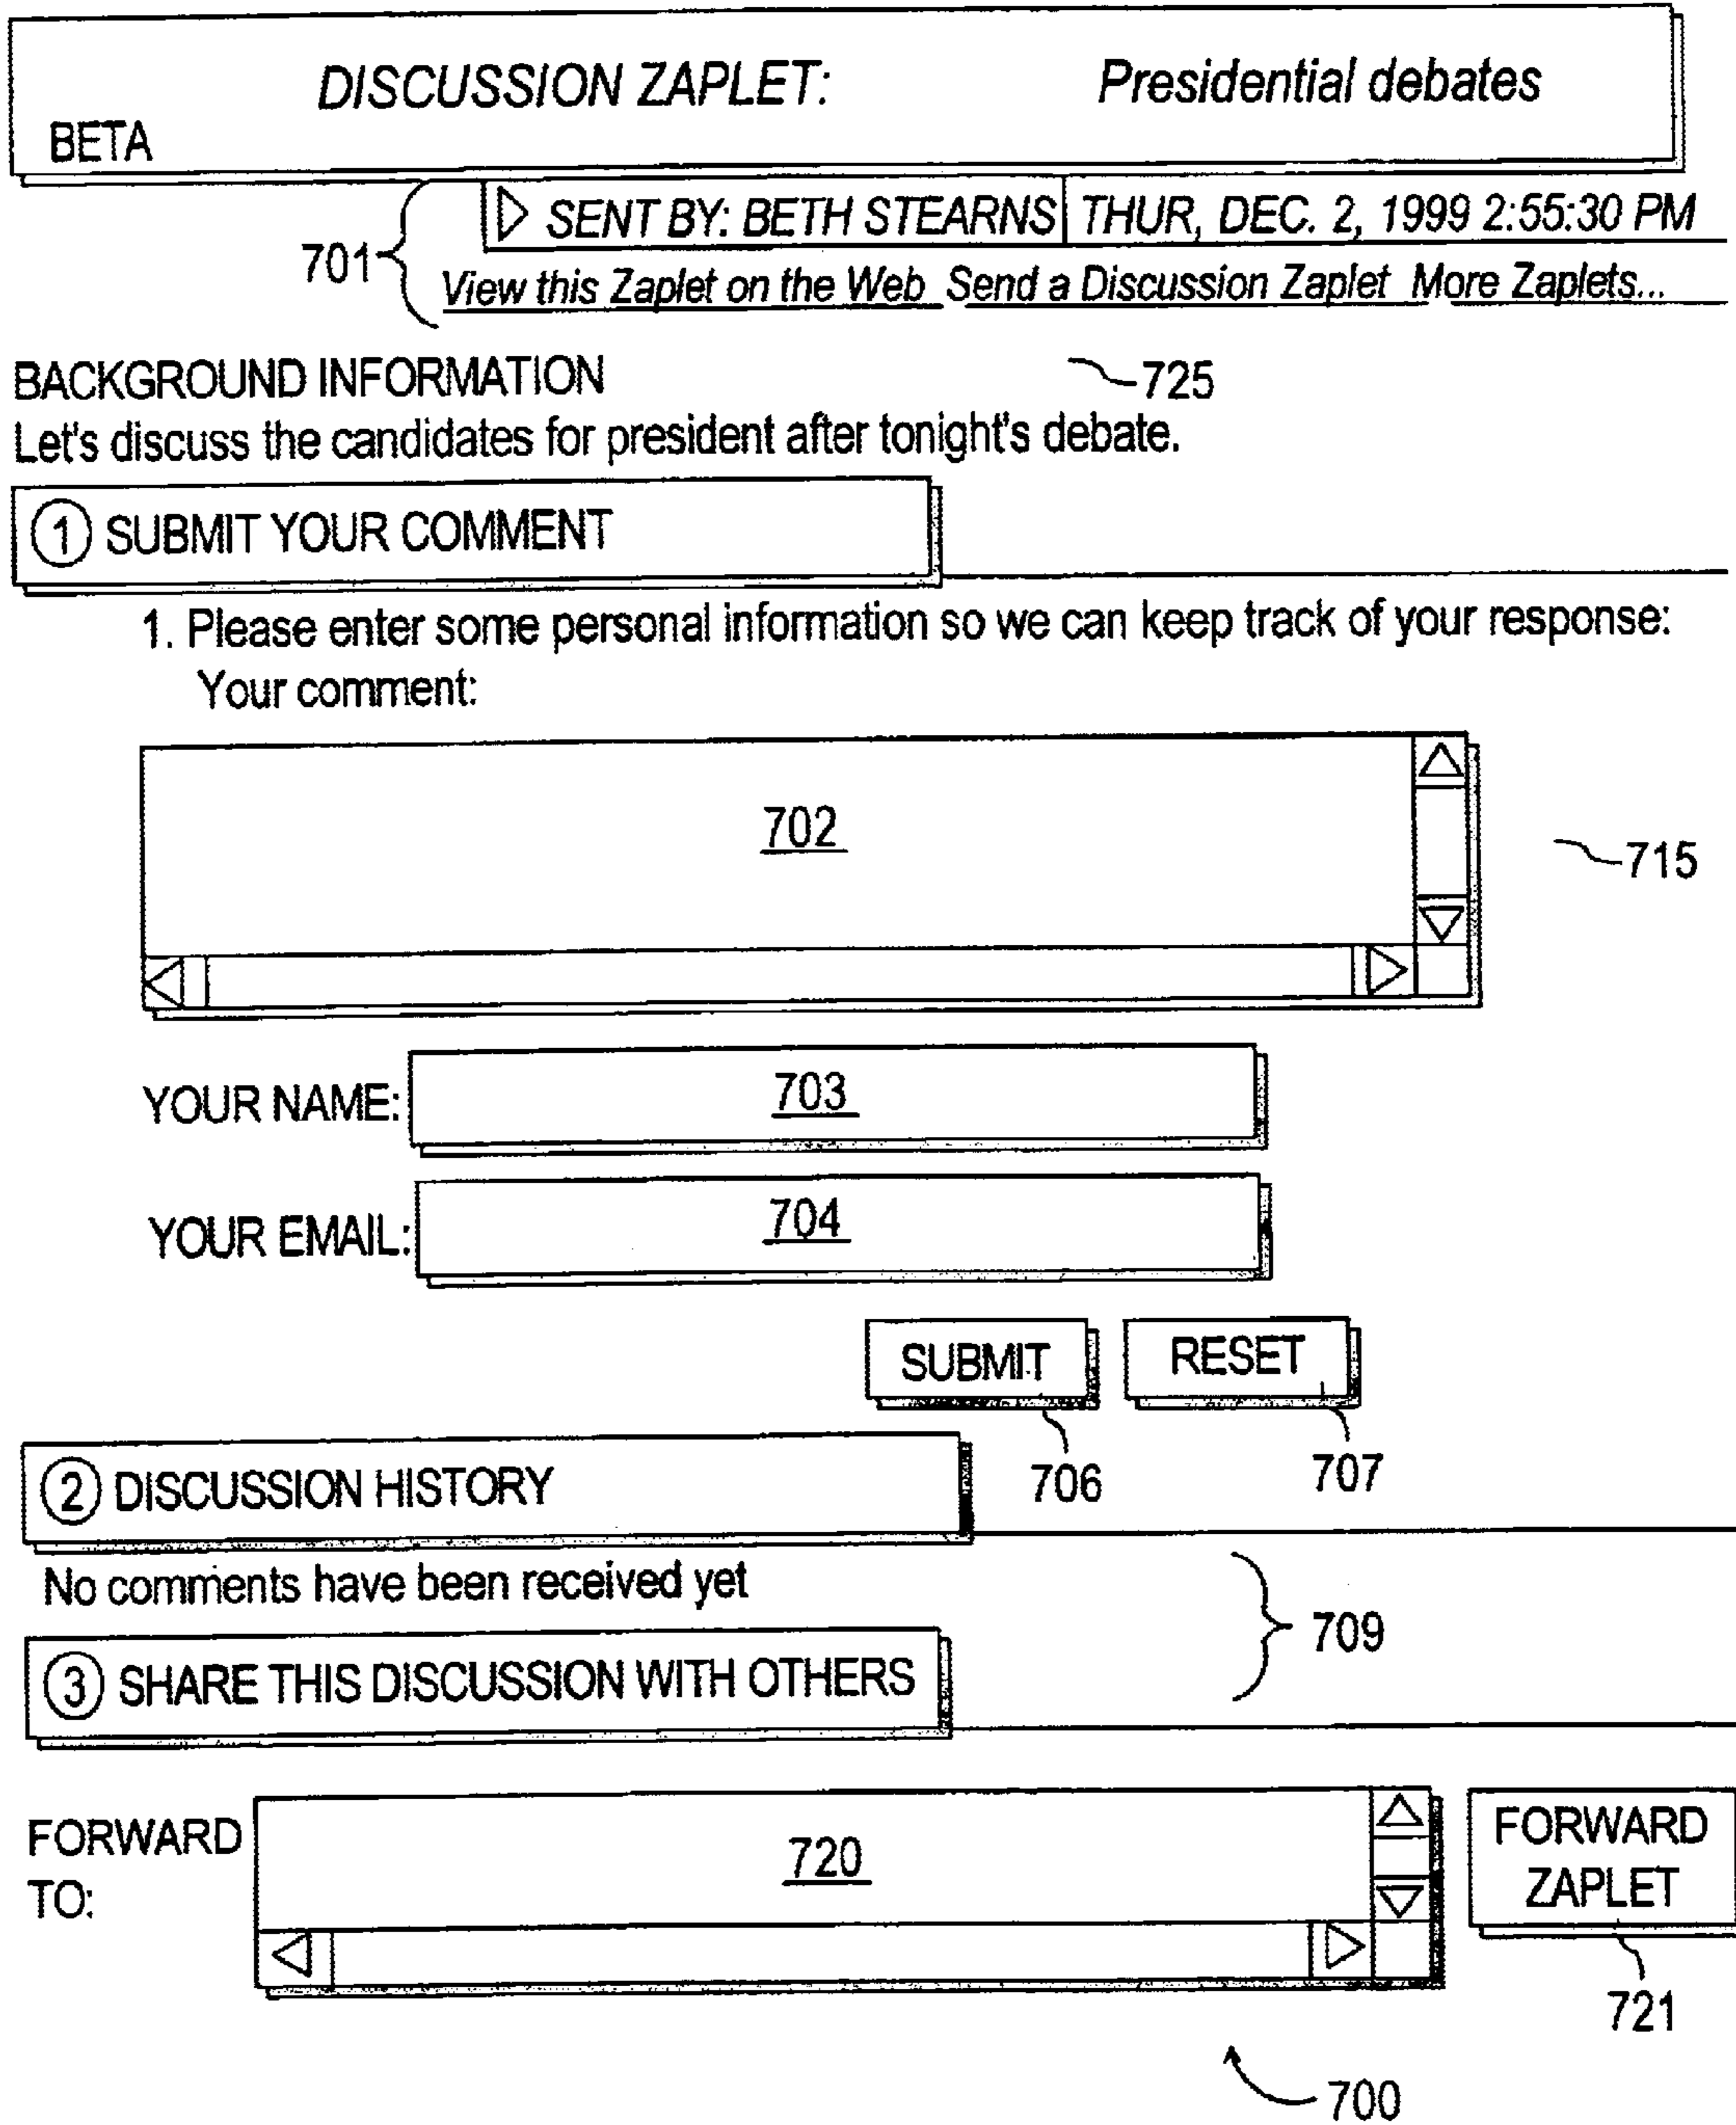 DISCUSSION ZAPLET: Presidential debates
BETA
SENT BY: BETH STEARNS THUR, DEC. 2, 1999 2:55:30 PM
701
View this Zaplet on the Web Send a Discussion Zaplet More Zaplets...
BACKGROUND INFORMATION 725
Let's discuss the candidates for president after tonight's debate.
1 SUBMIT YOUR COMMENT
1. Please enter some personal information so we can keep track of your response:
Your comment:
702
715
YOUR NAME: 703
YOUR EMAIL: 704
SUBMIT RESET
706 707
2 DISCUSSION HISTORY
No comments have been received yet
709
3 SHARE THIS DISCUSSION WITH OTHERS
FORWARD TO: 720 FORWARD ZAPLET
721
700